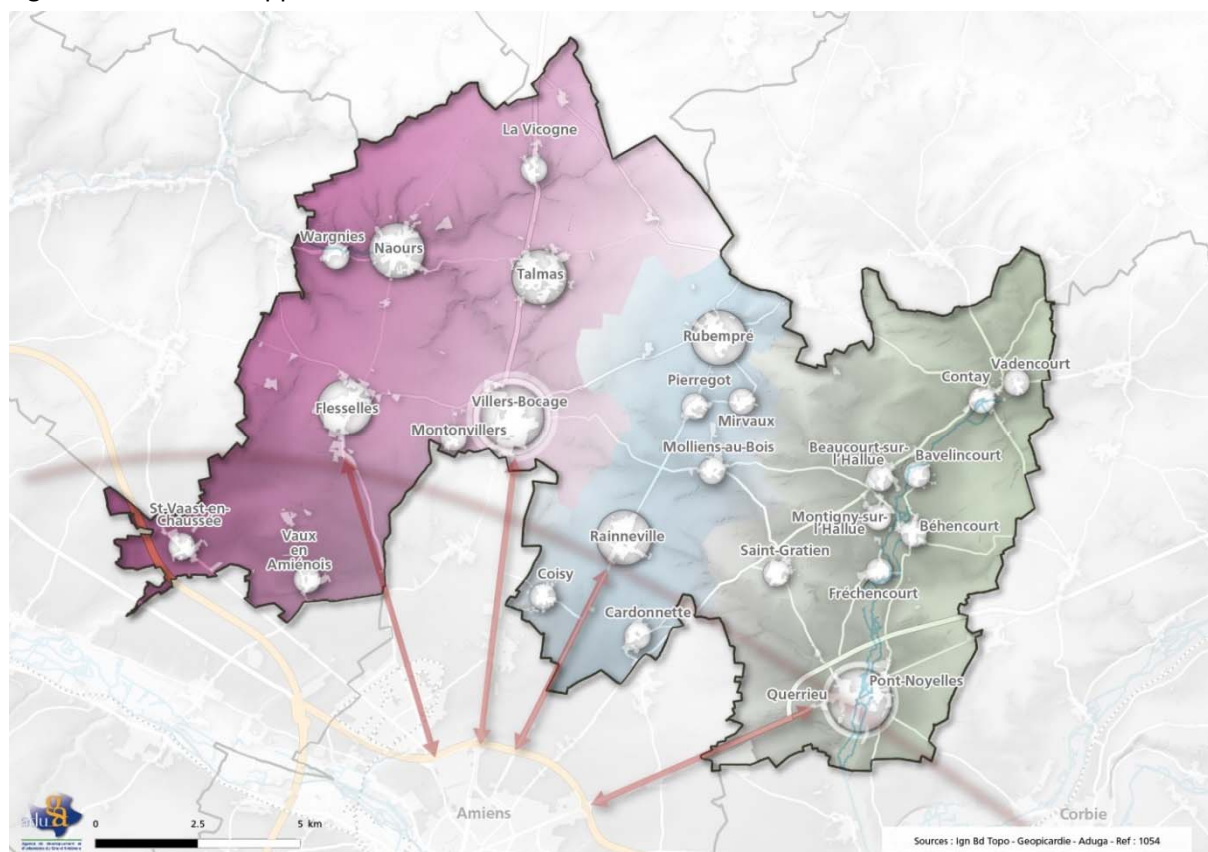 La Vicogne
Wargnies
Naours
Talmas
Rubempré
Vadencourt
Contay
Pierregot
Flesselles
Villers-Bocage
Mirvaux
Montonvillers
Molliens-au-Bois
Beaucourt-sur-
l'Hallue
Bavelincourt
St-Vaast-en-
Chaussée
Montigny-sur-
l'Hallue
Béhencourt
Vaux
en
Amiénois
Rainneville
Saint-Gratien
Coisy
Fréchencourt
Cardonnette
Querrieu
Pont-Noyelles
Amiens
Corbie
adu ga
0 2.5 5 km
Sources : Ign Bd Topo - Geopicardie - Aduga - Ref : 1054